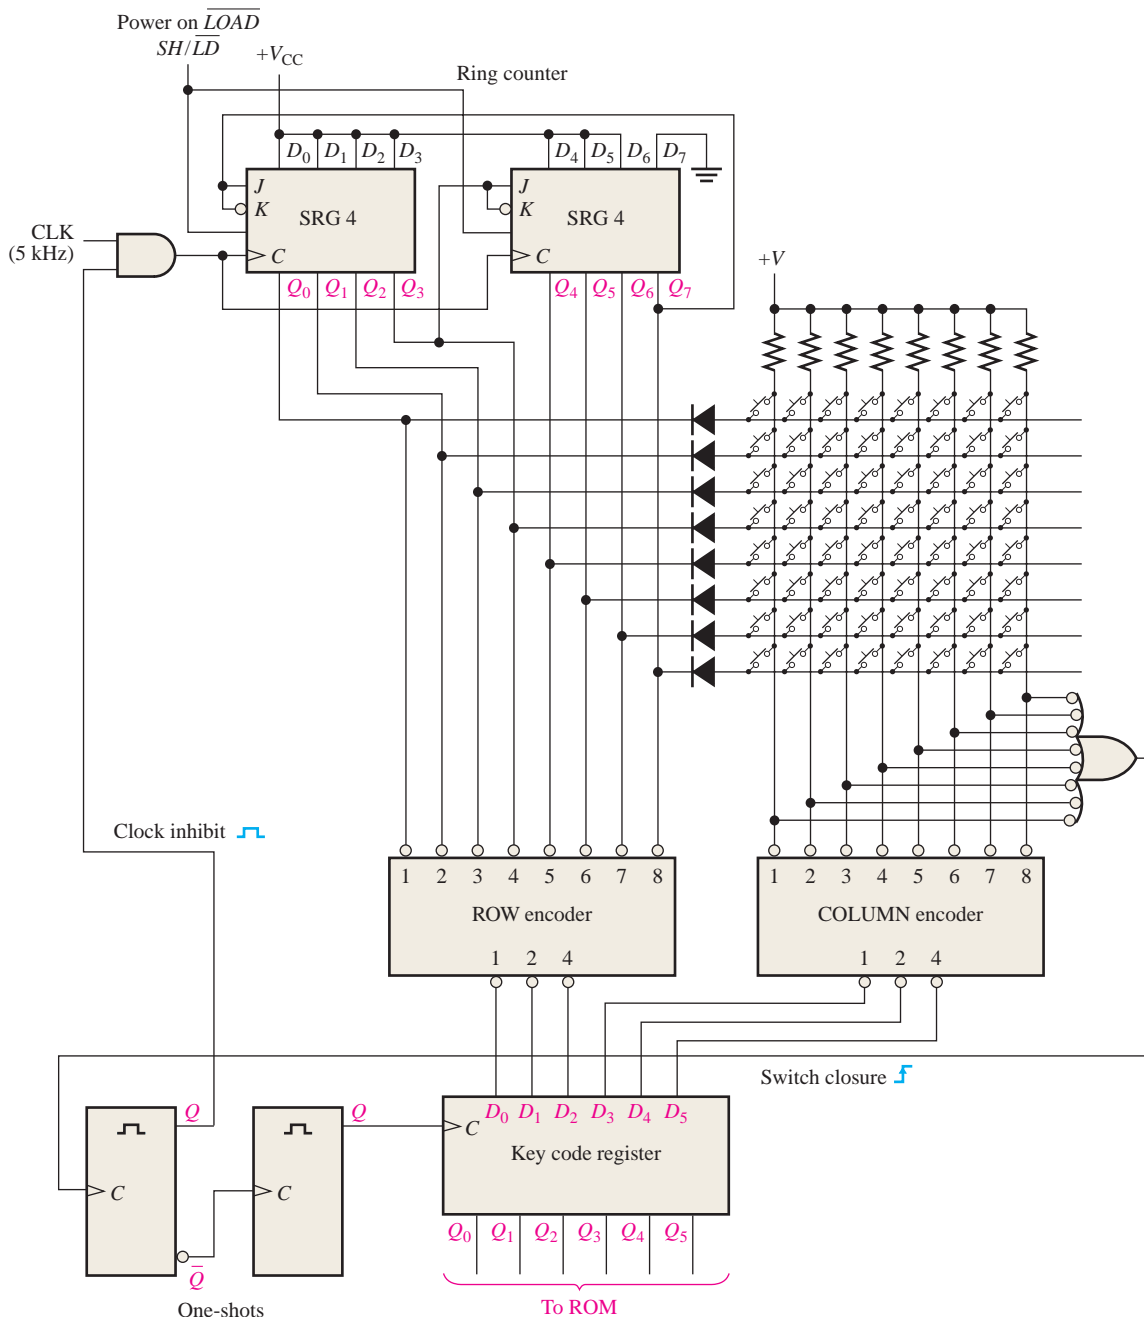 Power on L̅O̅A̅D̅
SH/L̅D̅
+V_CC
Ring counter
D₀ D₁ D₂ D₃ D₄ D₅ D₆ D₇
J
K
SRG 4
C
J
K
SRG 4
C
CLK
(5 kHz)
Q₀ Q₁ Q₂ Q₃ Q₄ Q₅ Q₆ Q₇
+V
Clock inhibit
1 2 3 4 5 6 7 8
ROW encoder
1 2 4
1 2 3 4 5 6 7 8
COLUMN encoder
1 2 4
Switch closure
Q
C
Q̅
Q
C
One-shots
D₀ D₁ D₂ D₃ D₄ D₅
C
Key code register
Q₀ Q₁ Q₂ Q₃ Q₄ Q₅
To ROM